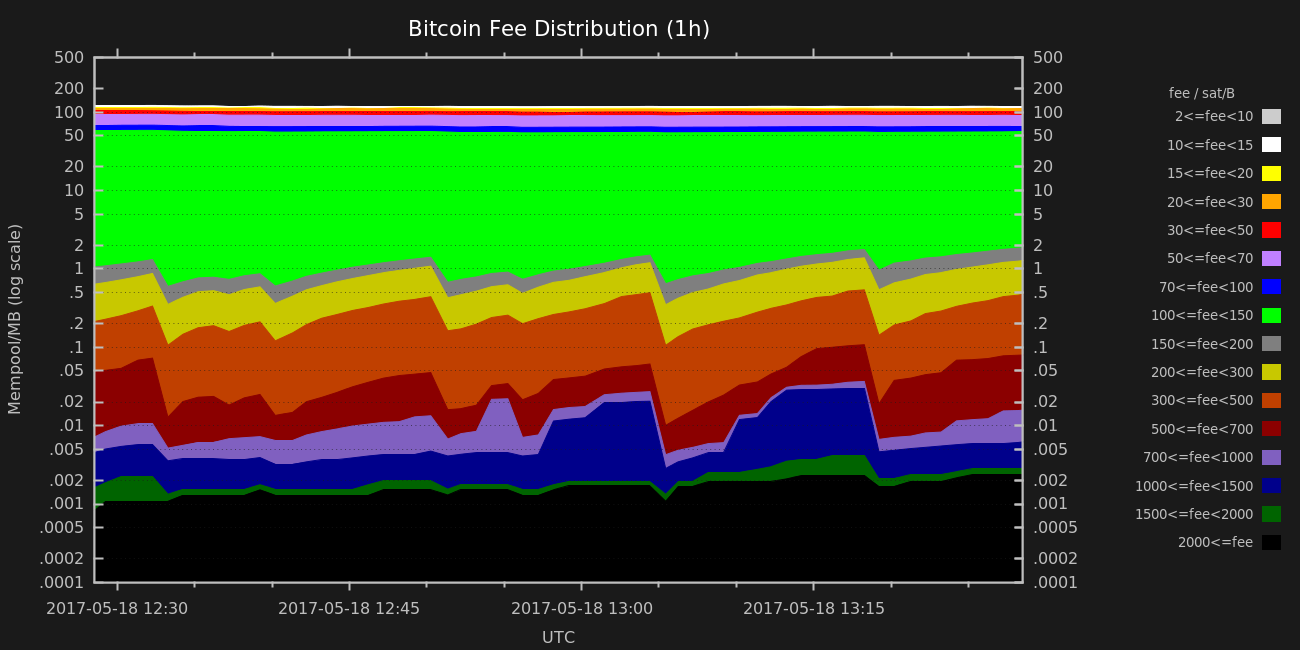 Bitcoin Fee Distribution (1h)
Mempool/MB (log scale)
500
200
100
50
20
10
5
2
1
.5
.2
.1
.05
.02
.01
.005
.002
.001
.0005
.0002
.0001
500
200
100
50
20
10
5
2
1
.5
.2
.1
.05
.02
.01
.005
.002
.001
.0005
.0002
.0001
2017-05-18 12:30 2017-05-18 12:45 2017-05-18 13:00 2017-05-18 13:15
UTC
fee / sat/B
2<=fee<10
10<=fee<15
15<=fee<20
20<=fee<30
30<=fee<50
50<=fee<70
70<=fee<100
100<=fee<150
150<=fee<200
200<=fee<300
300<=fee<500
500<=fee<700
700<=fee<1000
1000<=fee<1500
1500<=fee<2000
2000<=fee